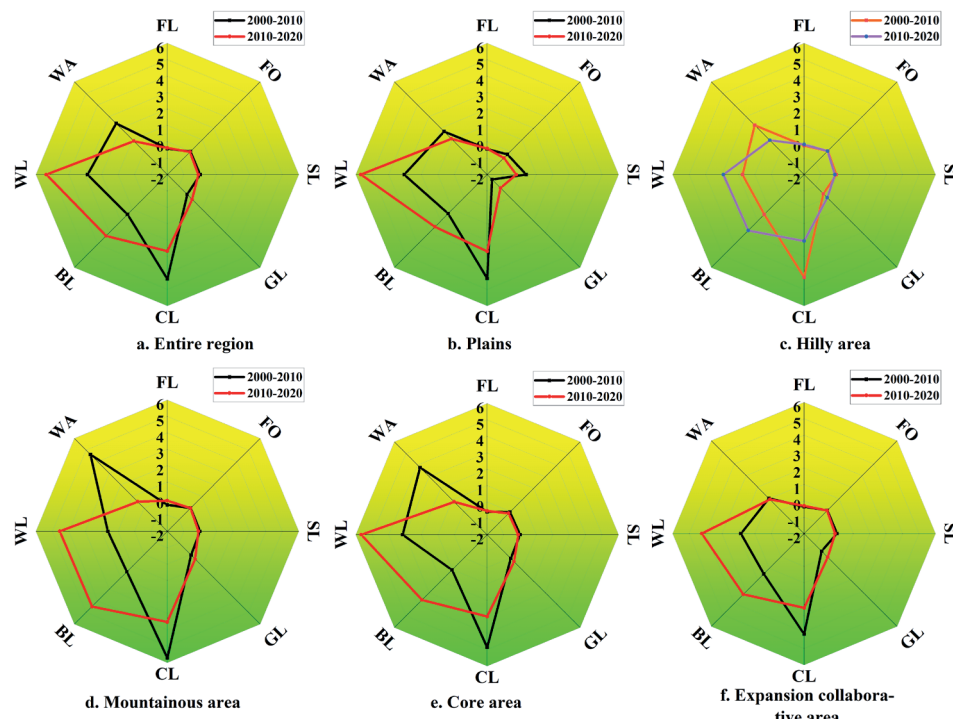 2000-2010
2010-2020
FL
FO
SL
GL
CL
BL
WL
WA
6
5
4
3
2
1
0
-1
-2
a. Entire region
2000-2010
2010-2020
FL
FO
SL
GL
CL
BL
WL
WA
6
5
4
3
2
1
0
-1
-2
b. Plains
2000-2010
2010-2020
FL
FO
SL
GL
CL
BL
WL
WA
6
5
4
3
2
1
0
-1
-2
c. Hilly area
2000-2010
2010-2020
FL
FO
SL
GL
CL
BL
WL
WA
6
5
4
3
2
1
0
-1
-2
d. Mountainous area
2000-2010
2010-2020
FL
FO
SL
GL
CL
BL
WL
WA
6
5
4
3
2
1
0
-1
-2
e. Core area
2000-2010
2010-2020
FL
FO
SL
GL
CL
BL
WL
WA
6
5
4
3
2
1
0
-1
-2
f. Expansion collabora-
tive area